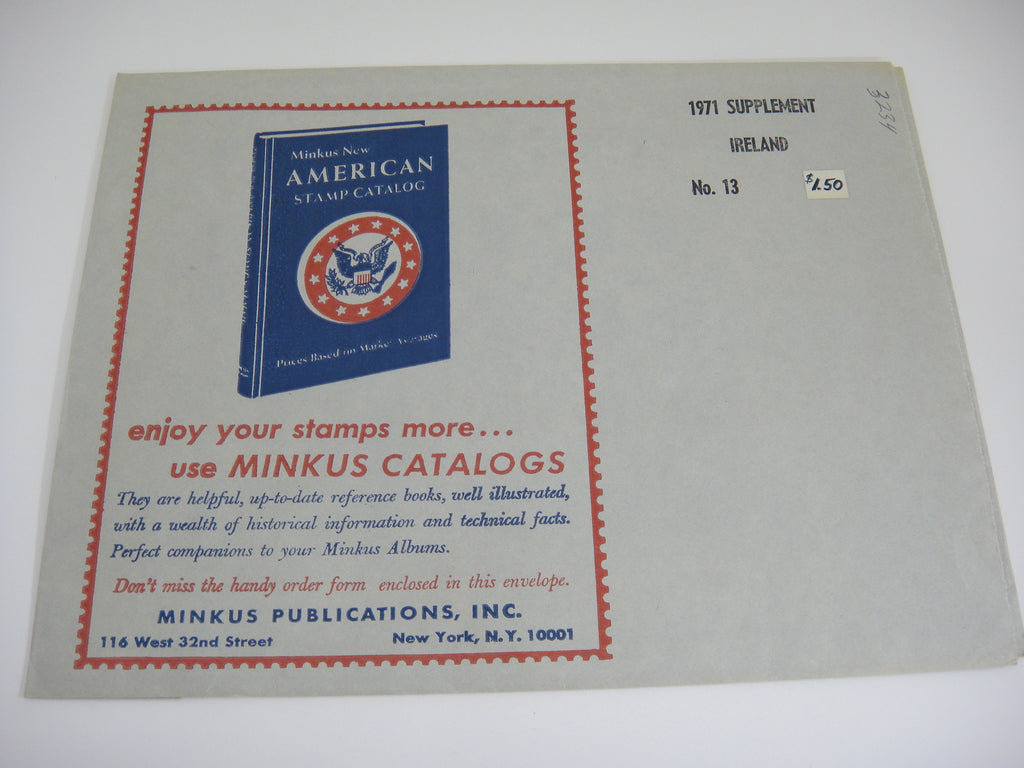 Minkus New
AMERICAN
STAMP CATALOG
Prices Based on Market Averages
enjoy your stamps more...
use MINKUS CATALOGS
They are helpful, up-to-date reference books, well illustrated,
with a wealth of historical information and technical facts.
Perfect companions to your Minkus Albums.
Don't miss the handy order form enclosed in this envelope.
MINKUS PUBLICATIONS, INC.
116 West 32nd Street New York, N.Y. 10001
1971 SUPPLEMENT
IRELAND
No. 13 $1.50
3234